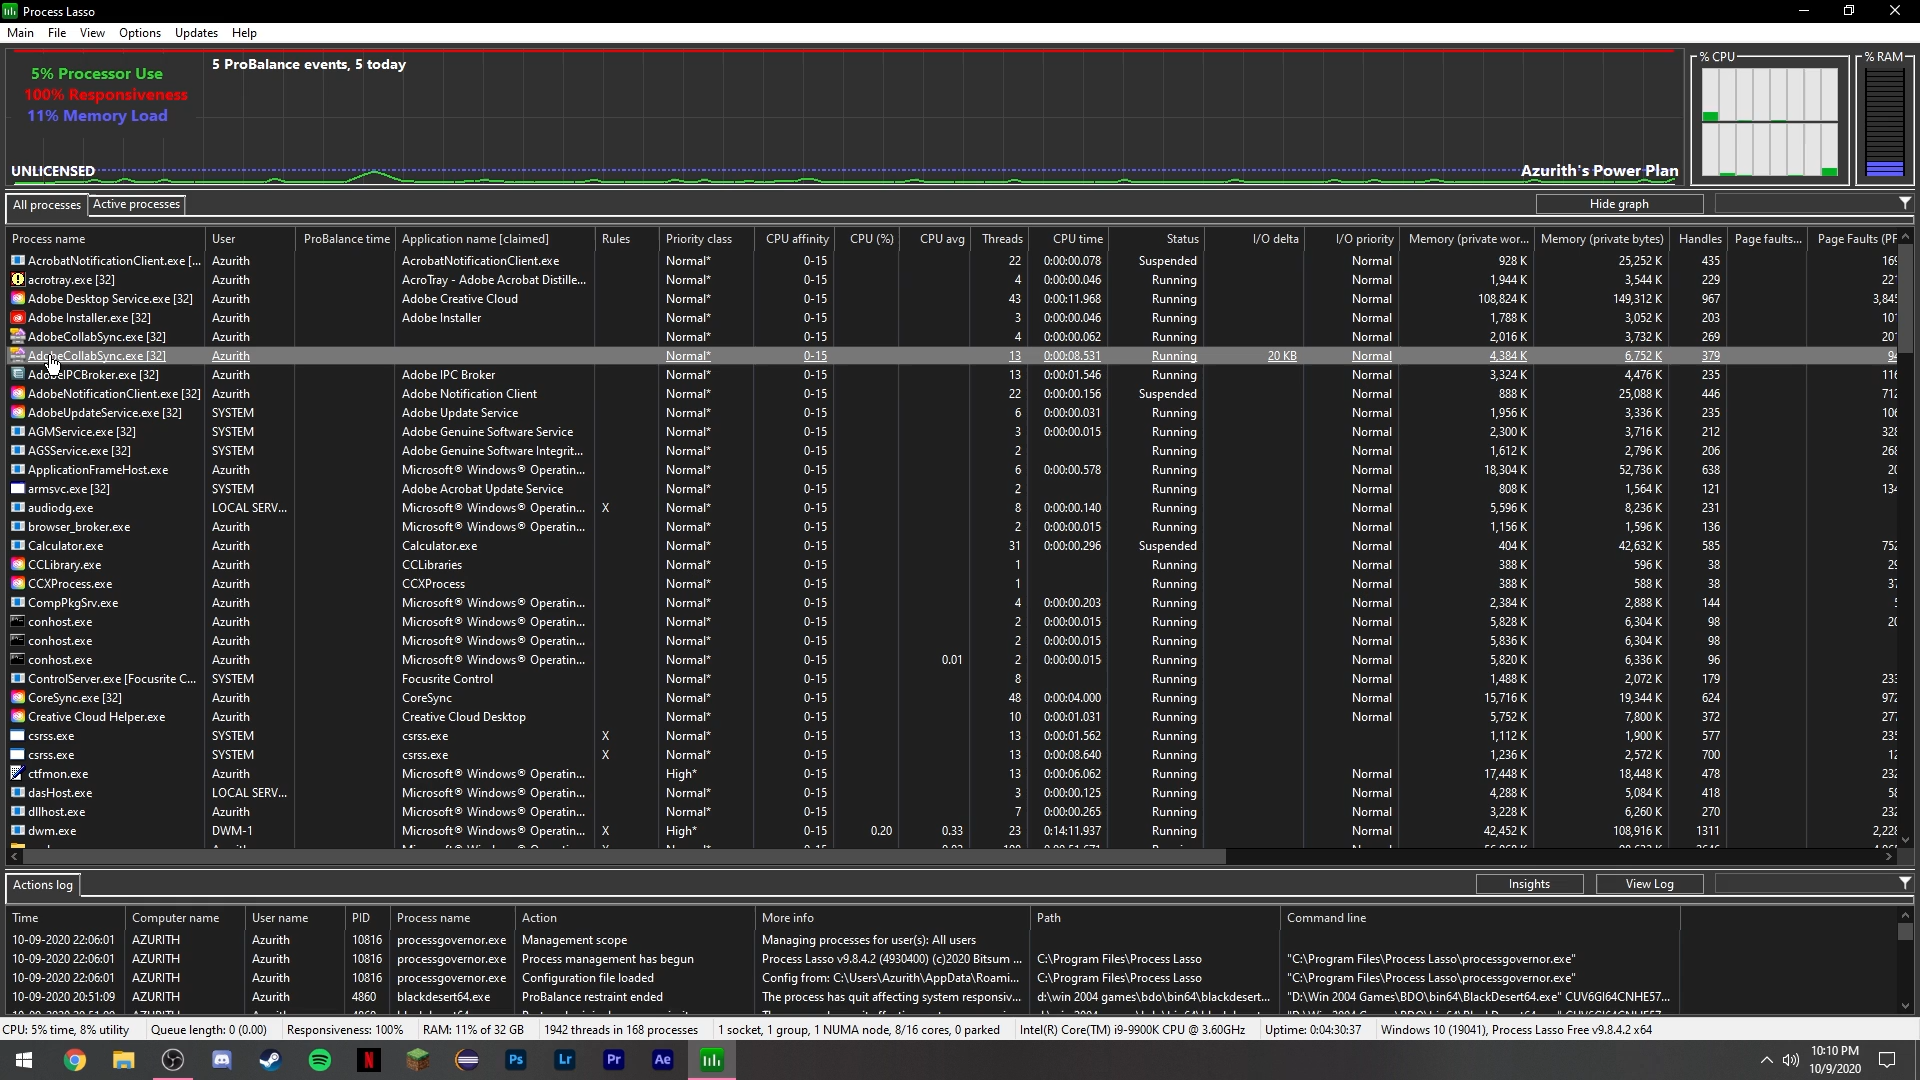 Process Lasso
Main File View Options Updates Help
5% Processor Use
100% Responsiveness
11% Memory Load
5 ProBalance events, 5 today
UNLICENSED
Azurith's Power Plan
% CPU
% RAM
All processes Active processes Hide graph
Process name User ProBalance time Application name [claimed] Rules Priority class CPU affinity CPU (%) CPU avg Threads CPU time Status I/O delta I/O priority Memory (private wor... Memory (private bytes) Handles Page faults... Page Faults (PF
AcrobatNotificationClient.exe [... Azurith AcrobatNotificationClient.exe Normal* 0-15 22 0:00:00.078 Suspended Normal 928 K 25,252 K 435 169
acrotray.exe [32] Azurith AcroTray - Adobe Acrobat Distille... Normal* 0-15 4 0:00:00.046 Running Normal 1,944 K 3,544 K 229 221
Adobe Desktop Service.exe [32] Azurith Adobe Creative Cloud Normal* 0-15 43 0:00:11.968 Running Normal 108,824 K 149,312 K 967 3,845
Adobe Installer.exe [32] Azurith Adobe Installer Normal* 0-15 3 0:00:00.046 Running Normal 1,788 K 3,052 K 203 101
AdobeCollabSync.exe [32] Azurith Normal* 0-15 4 0:00:00.062 Running Normal 2,016 K 3,732 K 269 201
AdobeCollabSync.exe [32] Azurith Normal* 0-15 13 0:00:08.531 Running 20 KB Normal 4,384 K 6,752 K 379 94
AdobeIPCBroker.exe [32] Azurith Adobe IPC Broker Normal* 0-15 13 0:00:01.546 Running Normal 3,324 K 4,476 K 235 116
AdobeNotificationClient.exe [32] Azurith Adobe Notification Client Normal* 0-15 22 0:00:00.156 Suspended Normal 888 K 25,088 K 446 712
AdobeUpdateService.exe [32] SYSTEM Adobe Update Service Normal* 0-15 6 0:00:00.031 Running Normal 1,956 K 3,336 K 235 106
AGMService.exe [32] SYSTEM Adobe Genuine Software Service Normal* 0-15 3 0:00:00.015 Running Normal 2,300 K 3,716 K 212 328
AGSService.exe [32] SYSTEM Adobe Genuine Software Integrit... Normal* 0-15 2 Running Normal 1,612 K 2,796 K 206 268
ApplicationFrameHost.exe Azurith Microsoft® Windows® Operatin... Normal* 0-15 6 0:00:00.578 Running Normal 18,304 K 52,736 K 638 20
armsvc.exe [32] SYSTEM Adobe Acrobat Update Service Normal* 0-15 2 Running Normal 808 K 1,564 K 121 134
audiodg.exe LOCAL SERV... Microsoft® Windows® Operatin... X Normal* 0-15 8 0:00:00.140 Running Normal 5,596 K 8,236 K 231
browser_broker.exe Azurith Microsoft® Windows® Operatin... Normal* 0-15 2 0:00:00.015 Running Normal 1,156 K 1,596 K 136
Calculator.exe Azurith Calculator.exe Normal* 0-15 31 0:00:00.296 Suspended Normal 404 K 42,632 K 585 752
CCLibrary.exe Azurith CCLibraries Normal* 0-15 1 Running Normal 388 K 596 K 38 29
CCXProcess.exe Azurith CCXProcess Normal* 0-15 1 Running Normal 388 K 588 K 38 37
CompPkgSrv.exe Azurith Microsoft® Windows® Operatin... Normal* 0-15 4 0:00:00.203 Running Normal 2,384 K 2,888 K 144
conhost.exe Azurith Microsoft® Windows® Operatin... Normal* 0-15 2 0:00:00.015 Running Normal 5,828 K 6,304 K 98 20
conhost.exe Azurith Microsoft® Windows® Operatin... Normal* 0-15 2 0:00:00.015 Running Normal 5,836 K 6,304 K 98
conhost.exe Azurith Microsoft® Windows® Operatin... Normal* 0-15 0.01 2 0:00:00.015 Running Normal 5,820 K 6,336 K 96
ControlServer.exe [Focusrite C... SYSTEM Focusrite Control Normal* 0-15 8 Running Normal 1,488 K 2,072 K 179 233
CoreSync.exe [32] Azurith CoreSync Normal* 0-15 48 0:00:04.000 Running Normal 15,716 K 19,344 K 624 972
Creative Cloud Helper.exe Azurith Creative Cloud Desktop Normal* 0-15 10 0:00:01.031 Running Normal 5,752 K 7,800 K 372 277
csrss.exe SYSTEM csrss.exe X Normal* 0-15 13 0:00:01.562 Running 1,112 K 1,900 K 577 235
csrss.exe SYSTEM csrss.exe X Normal* 0-15 13 0:00:08.640 Running 1,236 K 2,572 K 700 12
ctfmon.exe Azurith Microsoft® Windows® Operatin... High* 0-15 13 0:00:06.062 Running Normal 17,448 K 18,448 K 478 232
dasHost.exe LOCAL SERV... Microsoft® Windows® Operatin... Normal* 0-15 3 0:00:00.125 Running Normal 4,288 K 5,084 K 418 58
dllhost.exe Azurith Microsoft® Windows® Operatin... Normal* 0-15 7 0:00:00.265 Running Normal 3,228 K 6,260 K 270 232
dwm.exe DWM-1 Microsoft® Windows® Operatin... X High* 0-15 0.20 0.33 23 0:14:11.937 Running Normal 42,452 K 108,916 K 1311 2,228
Actions log Insights View Log
Time Computer name User name PID Process name Action More info Path Command line
10-09-2020 22:06:01 AZURITH Azurith 10816 processgovernor.exe Management scope Managing processes for user(s): All users
10-09-2020 22:06:01 AZURITH Azurith 10816 processgovernor.exe Process management has begun Process Lasso v9.8.4.2 (4930400) (c)2020 Bitsum ... C:\Program Files\Process Lasso "C:\Program Files\Process Lasso\processgovernor.exe"
10-09-2020 22:06:01 AZURITH Azurith 10816 processgovernor.exe Configuration file loaded Config from: C:\Users\Azurith\AppData\Roami... C:\Program Files\Process Lasso "C:\Program Files\Process Lasso\processgovernor.exe"
10-09-2020 20:51:09 AZURITH Azurith 4860 blackdesert64.exe ProBalance restraint ended The process has quit affecting system responsiv... d:\win 2004 games\bdo\bin64\blackdesert... "D:\Win 2004 Games\BDO\bin64\BlackDesert64.exe" CUV6GI64CNHE57...
CPU: 5% time, 8% utility Queue length: 0 (0.00) Responsiveness: 100% RAM: 11% of 32 GB 1942 threads in 168 processes 1 socket, 1 group, 1 NUMA node, 8/16 cores, 0 parked Intel(R) Core(TM) i9-9900K CPU @ 3.60GHz Uptime: 0:04:30:37 Windows 10 (19041), Process Lasso Free v9.8.4.2 x64
N Ps Lr Pr Ae
10:10 PM
10/9/2020